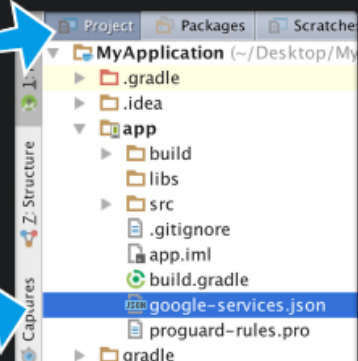 Project Packages Scratche
MyApplication (~/Desktop/My
.gradle
.idea
app
build
libs
src
.gitignore
app.iml
build.gradle
google-services.json
proguard-rules.pro
gradle
1:
Z: Structure
Captures